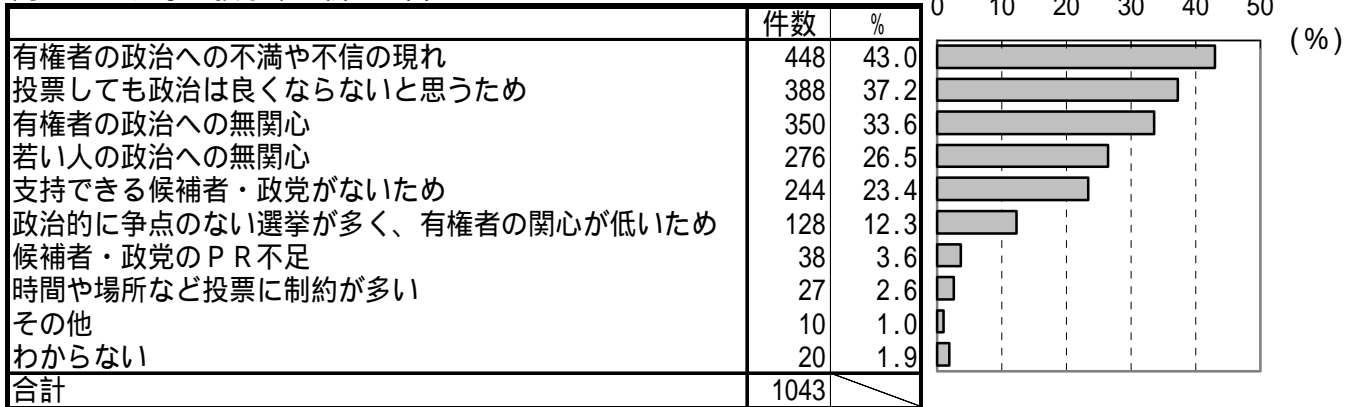 件数 % 0 10 20 30 40 50
(%)
有権者の政治への不満や不信の現れ 448 43.0
投票しても政治は良くならないと思うため 388 37.2
有権者の政治への無関心 350 33.6
若い人の政治への無関心 276 26.5
支持できる候補者・政党がないため 244 23.4
政治的に争点のない選挙が多く、有権者の関心が低いため 128 12.3
候補者・政党のPR不足 38 3.6
時間や場所など投票に制約が多い 27 2.6
その他 10 1.0
わからない 20 1.9
合計 1043